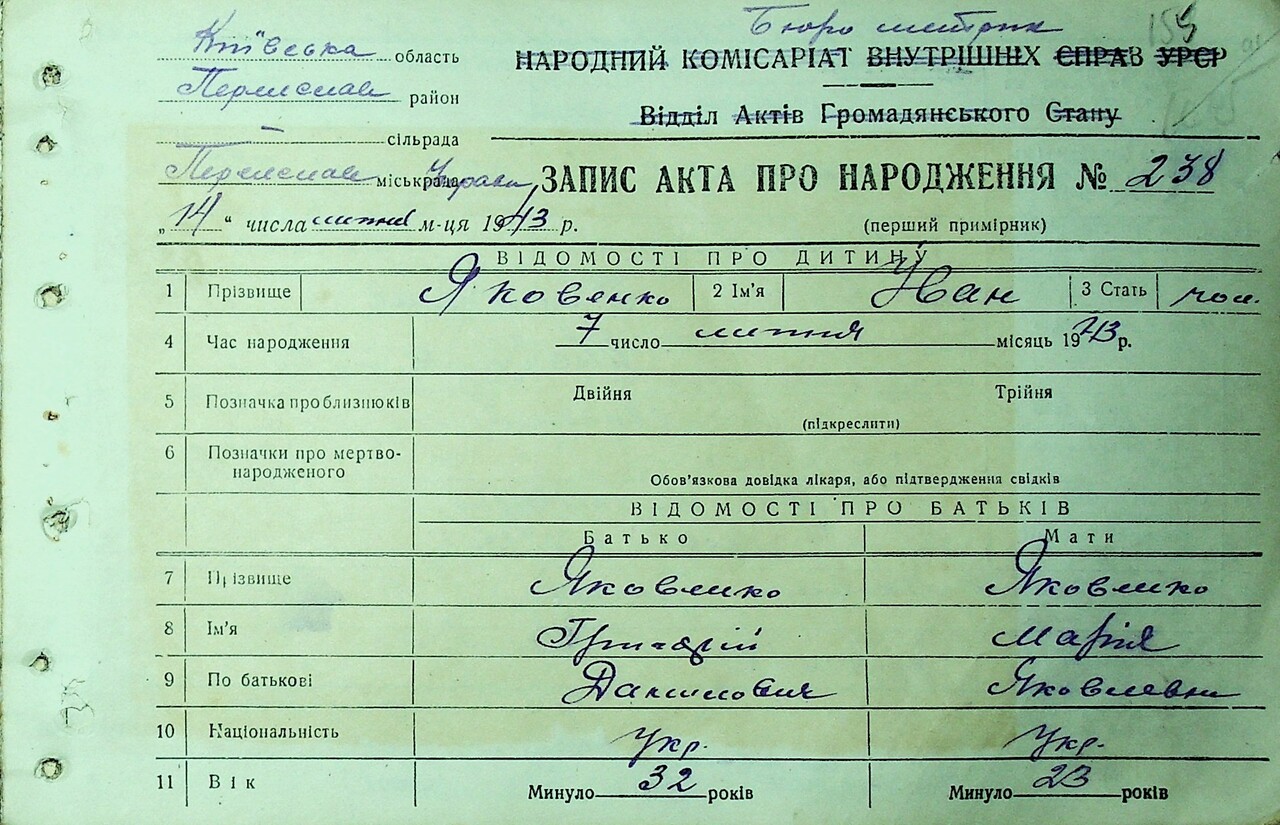 Київська область
Бюро метрик
159
НАРОДНИЙ КОМІСАРІАТ ВНУТРІШНІХ СПРАВ УРСР
Переяслав район
Відділ Актів Громадянського Стану
сільрада
Переяслав міськрада Управи
ЗАПИС АКТА ПРО НАРОДЖЕННЯ № 238
„14“ числа липня м-ця 1943 р.
(перший примірник)
ВІДОМОСТІ ПРО ДИТИНУ
1 Прізвище Яковенко 2 Ім'я Иван 3 Стать чол.
4 Час народження 7 число липня місяць 1943 р.
5 Позначка про близнюків Двійня Трійня
(підкреслити)
6 Позначки про мертво-
народженого
Обов'язкова довідка лікаря, або підтвердження свідків
ВІДОМОСТІ ПРО БАТЬКІВ
Батько Мати
7 Прізвище Яковенко Яковенко
8 Ім'я Григорій Марія
9 По батькові Данилович Яковлевна
10 Національність Укр. Укр.
11 Вік Минуло 32 років Минуло 23 років